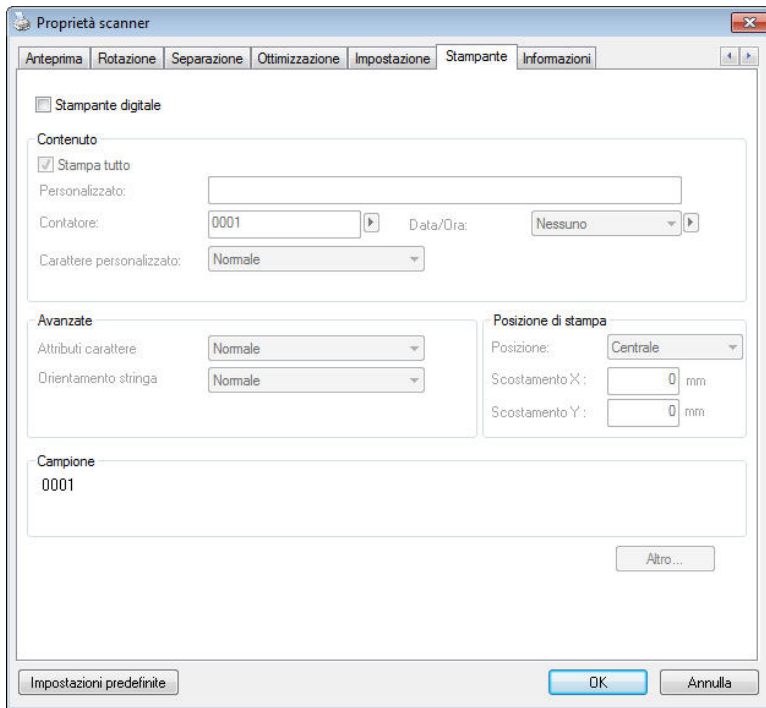 Proprietà scanner
Anteprima Rotazione Separazione Ottimizzazione Impostazione Stampante Informazioni
Stampante digitale
Contenuto
Stampa tutto
Personalizzato:
Contatore: 0001 Data/Ora: Nessuno
Carattere personalizzato: Normale
Avanzate
Attributi carattere Normale
Orientamento stringa Normale
Posizione di stampa
Posizione: Centrale
Scostamento X : 0 mm
Scostamento Y : 0 mm
Campione
0001
Altro...
Impostazioni predefinite OK Annulla